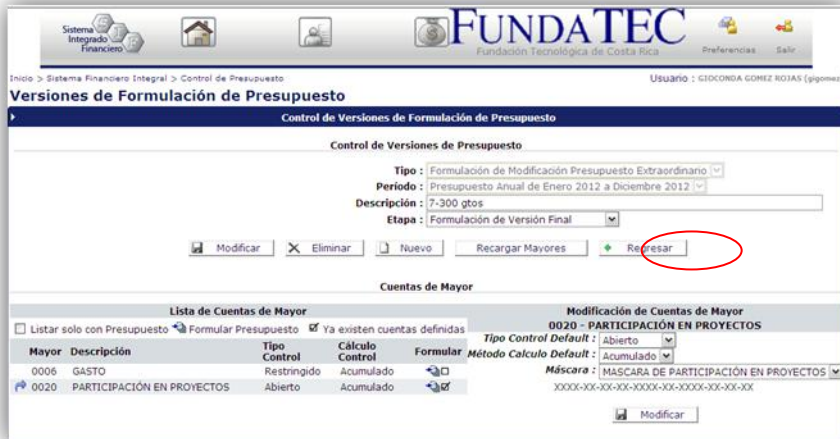 Sistema
Integrado
Financiero
FUNDATEC
Fundación Tecnológica de Costa Rica
Preferencias Salir
Inicio > Sistema Financiero Integral > Control de Presupuesto
Usuario : GIOCONDA GOMEZ ROJAS (gigomez
Versiones de Formulación de Presupuesto
Control de Versiones de Formulación de Presupuesto
Control de Versiones de Presupuesto
Tipo : Formulación de Modificación Presupuesto Extraordinario
Período : Presupuesto Anual de Enero 2012 a Diciembre 2012
Descripción : 7-300 gtos
Etapa : Formulación de Versión Final
Modificar Eliminar Nuevo Recargar Mayores Regresar
Cuentas de Mayor
Lista de Cuentas de Mayor
Listar solo con Presupuesto Formular Presupuesto Ya existen cuentas definidas
Mayor Descripción Tipo Control Cálculo Control Formular
0006 GASTO Restringido Acumulado
0020 PARTICIPACIÓN EN PROYECTOS Abierto Acumulado
Modificación de Cuentas de Mayor
0020 - PARTICIPACIÓN EN PROYECTOS
Tipo Control Default : Abierto
Método Calculo Default : Acumulado
Máscara : MASCARA DE PARTICIPACIÓN EN PROYECTOS
XXXX-XX-XX-XX-XXXX-XX-XXXX-XX-XX-XX
Modificar